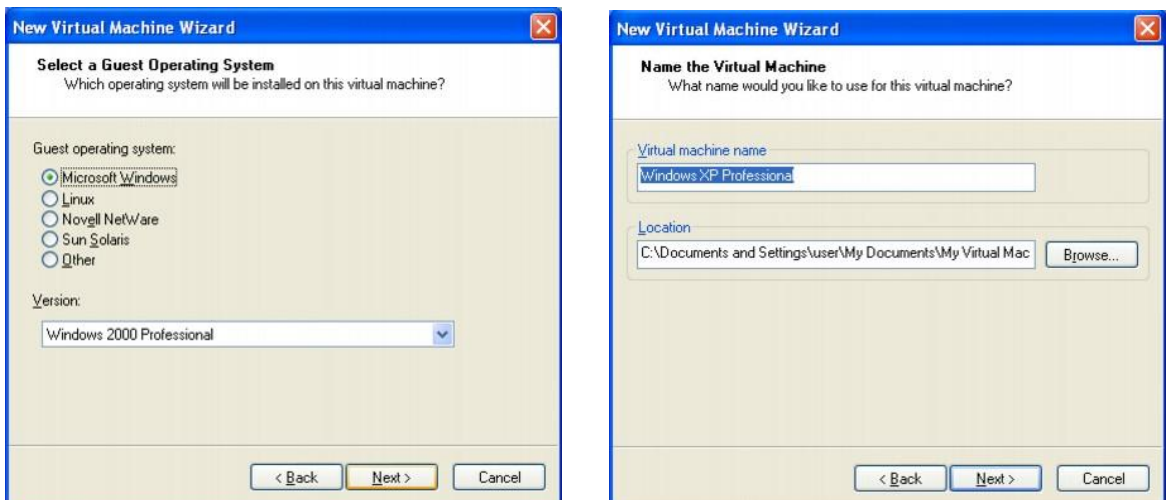 New Virtual Machine Wizard
Select a Guest Operating System
Which operating system will be installed on this virtual machine?
Guest operating system:
Microsoft Windows
Linux
Novell NetWare
Sun Solaris
Other
Version:
Windows 2000 Professional
< Back
Next >
Cancel
New Virtual Machine Wizard
Name the Virtual Machine
What name would you like to use for this virtual machine?
Virtual machine name
Windows XP Professional
Location
C:\Documents and Settings\user\My Documents\My Virtual Mac
Browse...
< Back
Next >
Cancel